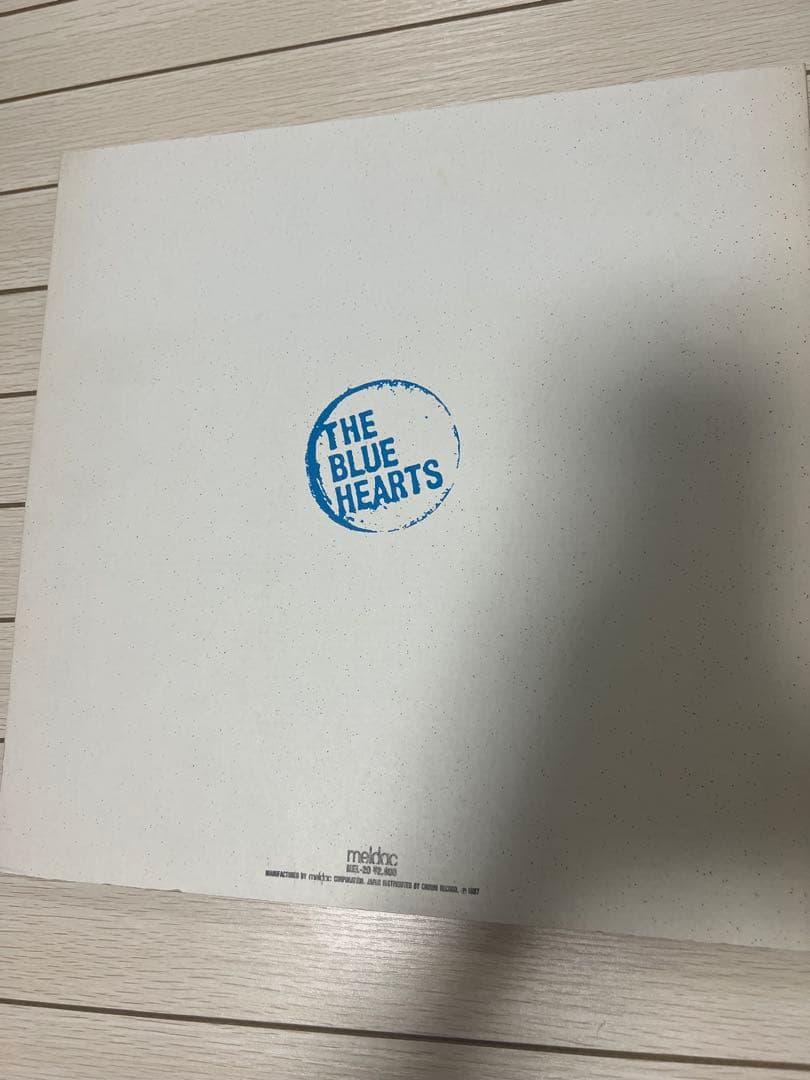 THE
BLUE
HEARTS
meldac
MEL-20 ¥2,800
MANUFACTURED BY meldac CORPORATION, JAPAN DISTRIBUTED BY CROWN RECORD. Ⓟ 1987